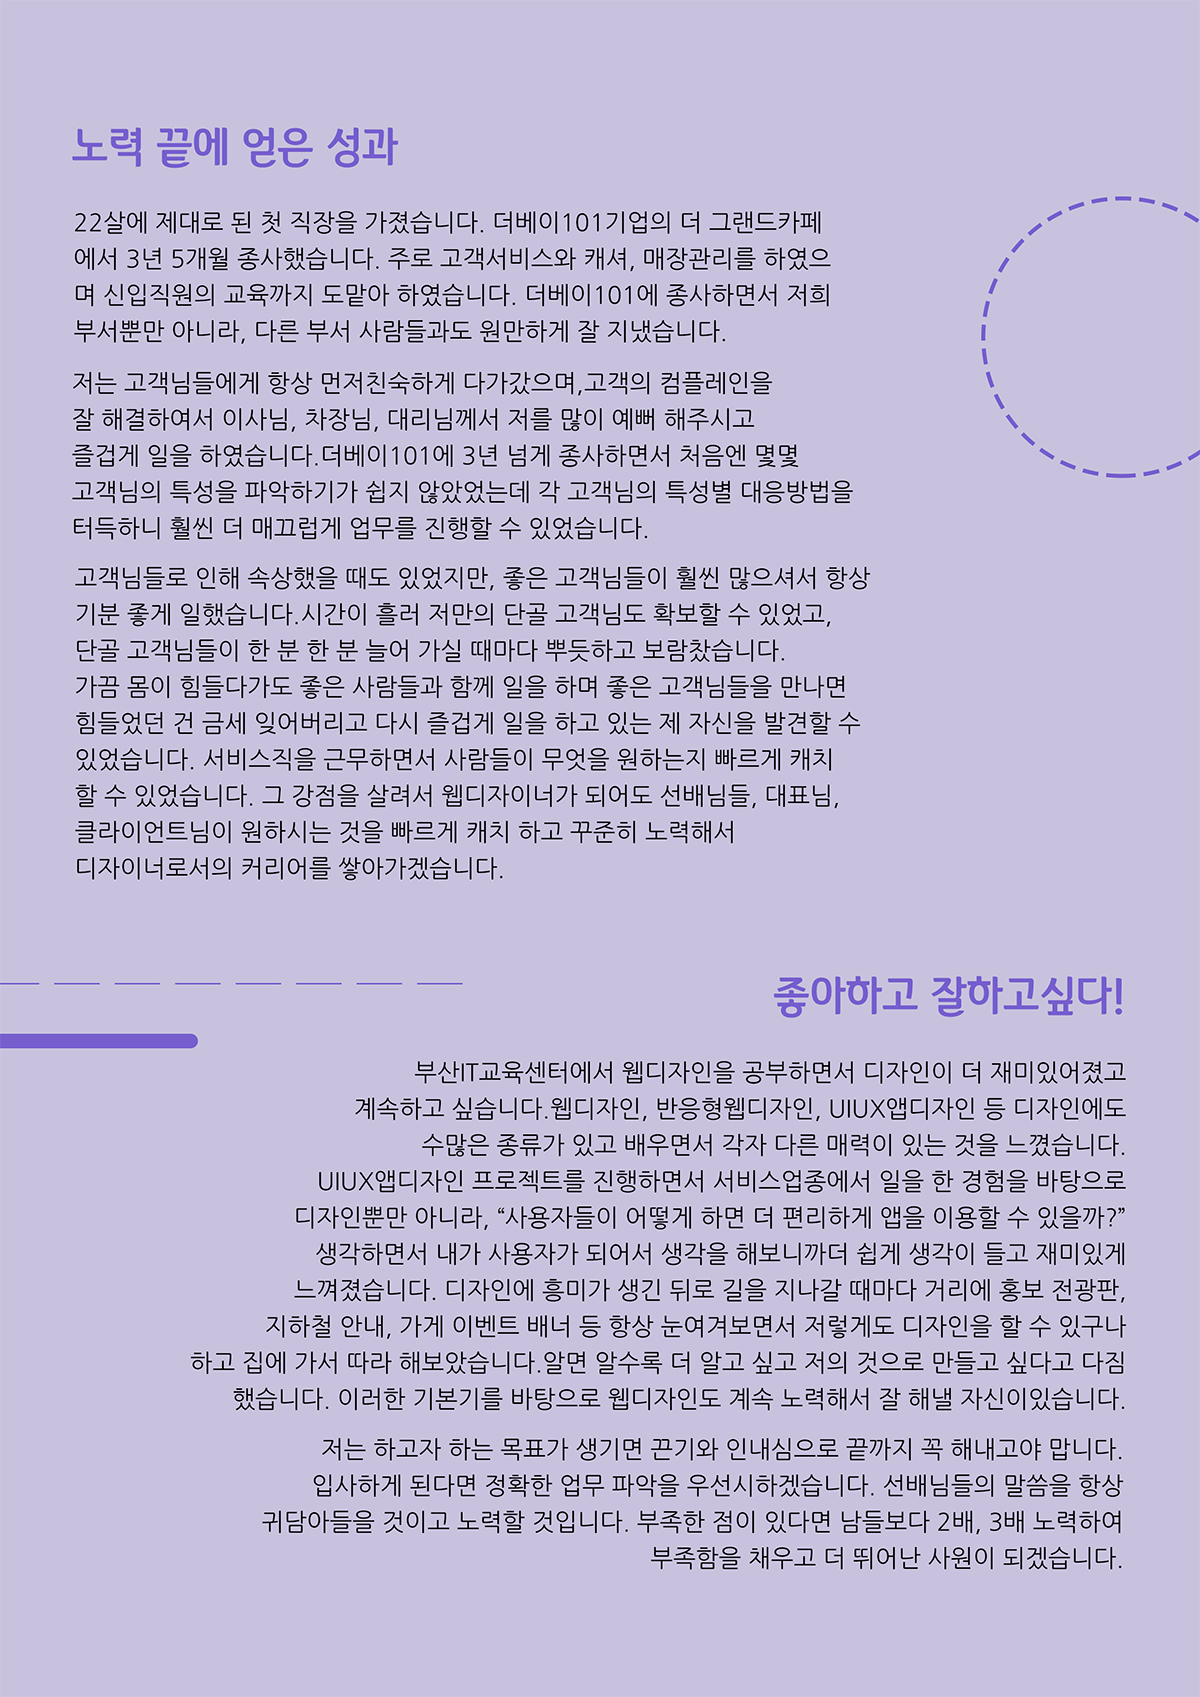 노력 끝에 얻은 성과
22살에 제대로 된 첫 직장을 가졌습니다. 더베이101기업의 더 그랜드카페
에서 3년 5개월 종사했습니다. 주로 고객서비스와 캐셔, 매장관리를 하였으
며 신입직원의 교육까지 도맡아 하였습니다. 더베이101에 종사하면서 저희
부서뿐만 아니라, 다른 부서 사람들과도 원만하게 잘 지냈습니다.
저는 고객님들에게 항상 먼저친숙하게 다가갔으며,고객의 컴플레인을
잘 해결하여서 이사님, 차장님, 대리님께서 저를 많이 예뻐 해주시고
즐겁게 일을 하였습니다.더베이101에 3년 넘게 종사하면서 처음엔 몇몇
고객님의 특성을 파악하기가 쉽지 않았었는데 각 고객님의 특성별 대응방법을
터득하니 훨씬 더 매끄럽게 업무를 진행할 수 있었습니다.
고객님들로 인해 속상했을 때도 있었지만, 좋은 고객님들이 훨씬 많으셔서 항상
기분 좋게 일했습니다.시간이 흘러 저만의 단골 고객님도 확보할 수 있었고,
단골 고객님들이 한 분 한 분 늘어 가실 때마다 뿌듯하고 보람찼습니다.
가끔 몸이 힘들다가도 좋은 사람들과 함께 일을 하며 좋은 고객님들을 만나면
힘들었던 건 금세 잊어버리고 다시 즐겁게 일을 하고 있는 제 자신을 발견할 수
있었습니다. 서비스직을 근무하면서 사람들이 무엇을 원하는지 빠르게 캐치
할 수 있었습니다. 그 강점을 살려서 웹디자이너가 되어도 선배님들, 대표님,
클라이언트님이 원하시는 것을 빠르게 캐치 하고 꾸준히 노력해서
디자이너로서의 커리어를 쌓아가겠습니다.
좋아하고 잘하고싶다!
부산IT교육센터에서 웹디자인을 공부하면서 디자인이 더 재미있어졌고
계속하고 싶습니다.웹디자인, 반응형웹디자인, UIUX앱디자인 등 디자인에도
수많은 종류가 있고 배우면서 각자 다른 매력이 있는 것을 느꼈습니다.
UIUX앱디자인 프로젝트를 진행하면서 서비스업종에서 일을 한 경험을 바탕으로
디자인뿐만 아니라, “사용자들이 어떻게 하면 더 편리하게 앱을 이용할 수 있을까?”
생각하면서 내가 사용자가 되어서 생각을 해보니까더 쉽게 생각이 들고 재미있게
느껴졌습니다. 디자인에 흥미가 생긴 뒤로 길을 지나갈 때마다 거리에 홍보 전광판,
지하철 안내, 가게 이벤트 배너 등 항상 눈여겨보면서 저렇게도 디자인을 할 수 있구나
하고 집에 가서 따라 해보았습니다.알면 알수록 더 알고 싶고 저의 것으로 만들고 싶다고 다짐
했습니다. 이러한 기본기를 바탕으로 웹디자인도 계속 노력해서 잘 해낼 자신이있습니다.
저는 하고자 하는 목표가 생기면 끈기와 인내심으로 끝까지 꼭 해내고야 맙니다.
입사하게 된다면 정확한 업무 파악을 우선시하겠습니다. 선배님들의 말씀을 항상
귀담아들을 것이고 노력할 것입니다. 부족한 점이 있다면 남들보다 2배, 3배 노력하여
부족함을 채우고 더 뛰어난 사원이 되겠습니다.